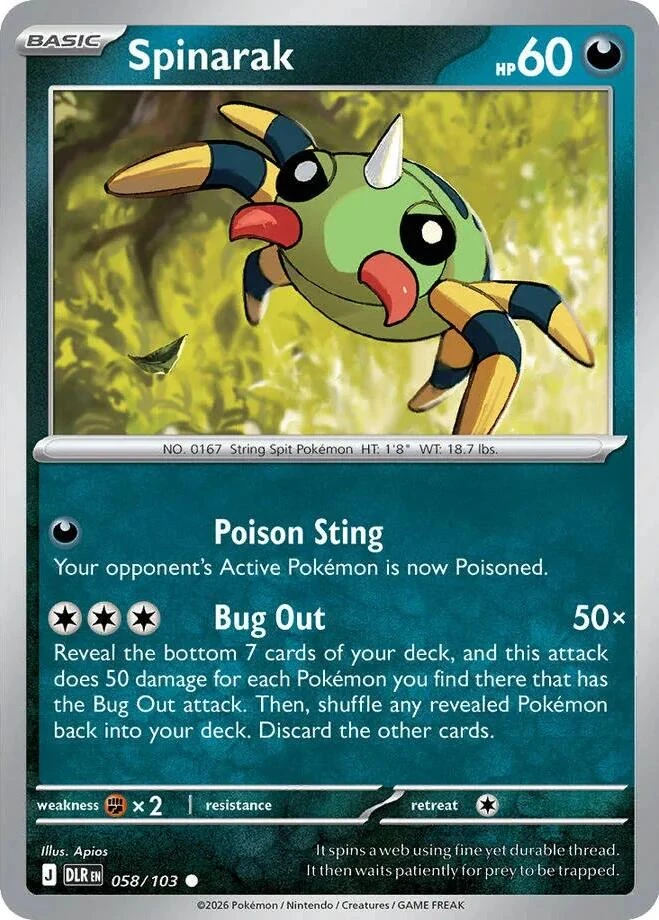 BASIC
Spinarak
HP 60
NO. 0167 String Spit Pokémon HT: 1'8" WT: 18.7 lbs.
Poison Sting
Your opponent's Active Pokémon is now Poisoned.
Bug Out 50×
Reveal the bottom 7 cards of your deck, and this attack
does 50 damage for each Pokémon you find there that has
the Bug Out attack. Then, shuffle any revealed Pokémon
back into your deck. Discard the other cards.
weakness ×2 resistance retreat
Illus. Apios
It spins a web using fine yet durable thread.
It then waits patiently for prey to be trapped.
J DLR EN 058/103
©2026 Pokémon / Nintendo / Creatures / GAME FREAK